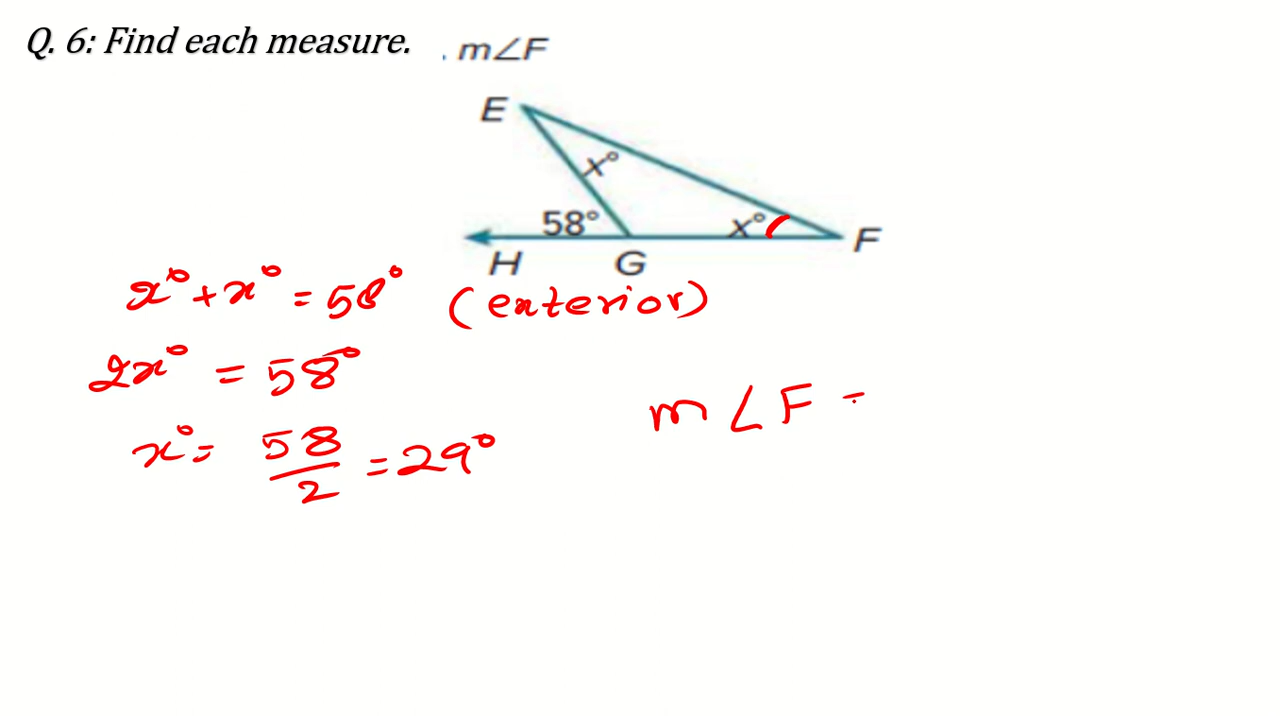 Q. 6: Find each measure.
. m∠F
E
x°
58°
x°
F
H
G
x° + x° = 58° (exterior)
2x° = 58°
m∠F =
x° = 58/2 = 29°